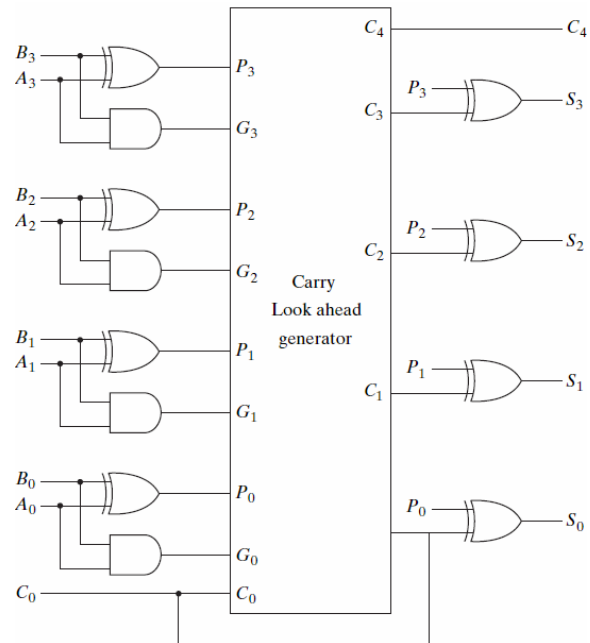 C₄ C₄
B₃ P₃
A₃ P₃ S₃
C₃
G₃
B₂ P₂
A₂ P₂ S₂
C₂
G₂
Carry
Look ahead
generator
B₁ P₁
A₁ P₁ S₁
C₁
G₁
B₀ P₀
A₀ P₀ S₀
G₀
C₀ C₀